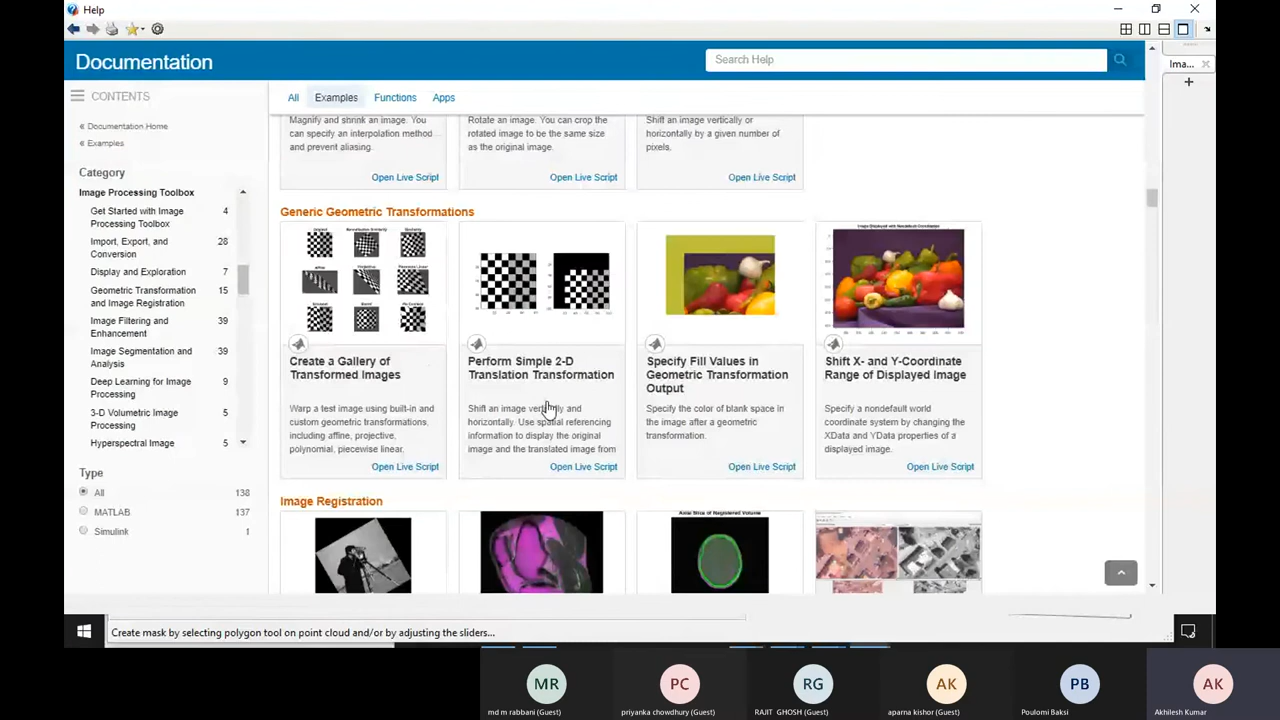 Help
Documentation
Search Help
Ima...
CONTENTS
All
Examples
Functions
Apps
« Documentation Home
« Examples
Category
Image Processing Toolbox
Get Started with Image
Processing Toolbox
4
Import, Export, and
Conversion
28
Display and Exploration
7
Geometric Transformation
and Image Registration
15
Image Filtering and
Enhancement
39
Image Segmentation and
Analysis
39
Deep Learning for Image
Processing
9
3-D Volumetric Image
Processing
5
Hyperspectral Image
5
Type
All 138
MATLAB 137
Simulink 1
Magnify and shrink an image. You
can specify an interpolation method
and prevent aliasing.
Open Live Script
Rotate an image. You can crop the
rotated image to be the same size
as the original image.
Open Live Script
Shift an image vertically or
horizontally by a given number of
pixels.
Open Live Script
Generic Geometric Transformations
Create a Gallery of
Transformed Images
Warp a test image using built-in and
custom geometric transformations,
including affine, projective,
polynomial, piecewise linear,
Open Live Script
Perform Simple 2-D
Translation Transformation
Shift an image vertically and
horizontally. Use spatial referencing
information to display the original
image and the translated image from
Open Live Script
Specify Fill Values in
Geometric Transformation
Output
Specify the color of blank space in
the image after a geometric
transformation.
Open Live Script
Image Displayed with Nondefault Coordinates
Shift X- and Y-Coordinate
Range of Displayed Image
Specify a nondefault world
coordinate system by changing the
XData and YData properties of a
displayed image.
Open Live Script
Image Registration
Axial Slice of Registered Volume
Create mask by selecting polygon tool on point cloud and/or by adjusting the sliders...
MR
md m rabbani (Guest)
PC
priyanka chowdhury (Guest)
RG
RAJIT GHOSH (Guest)
AK
aparna kishor (Guest)
PB
Poulomi Baksi
AK
Akhilesh Kumar